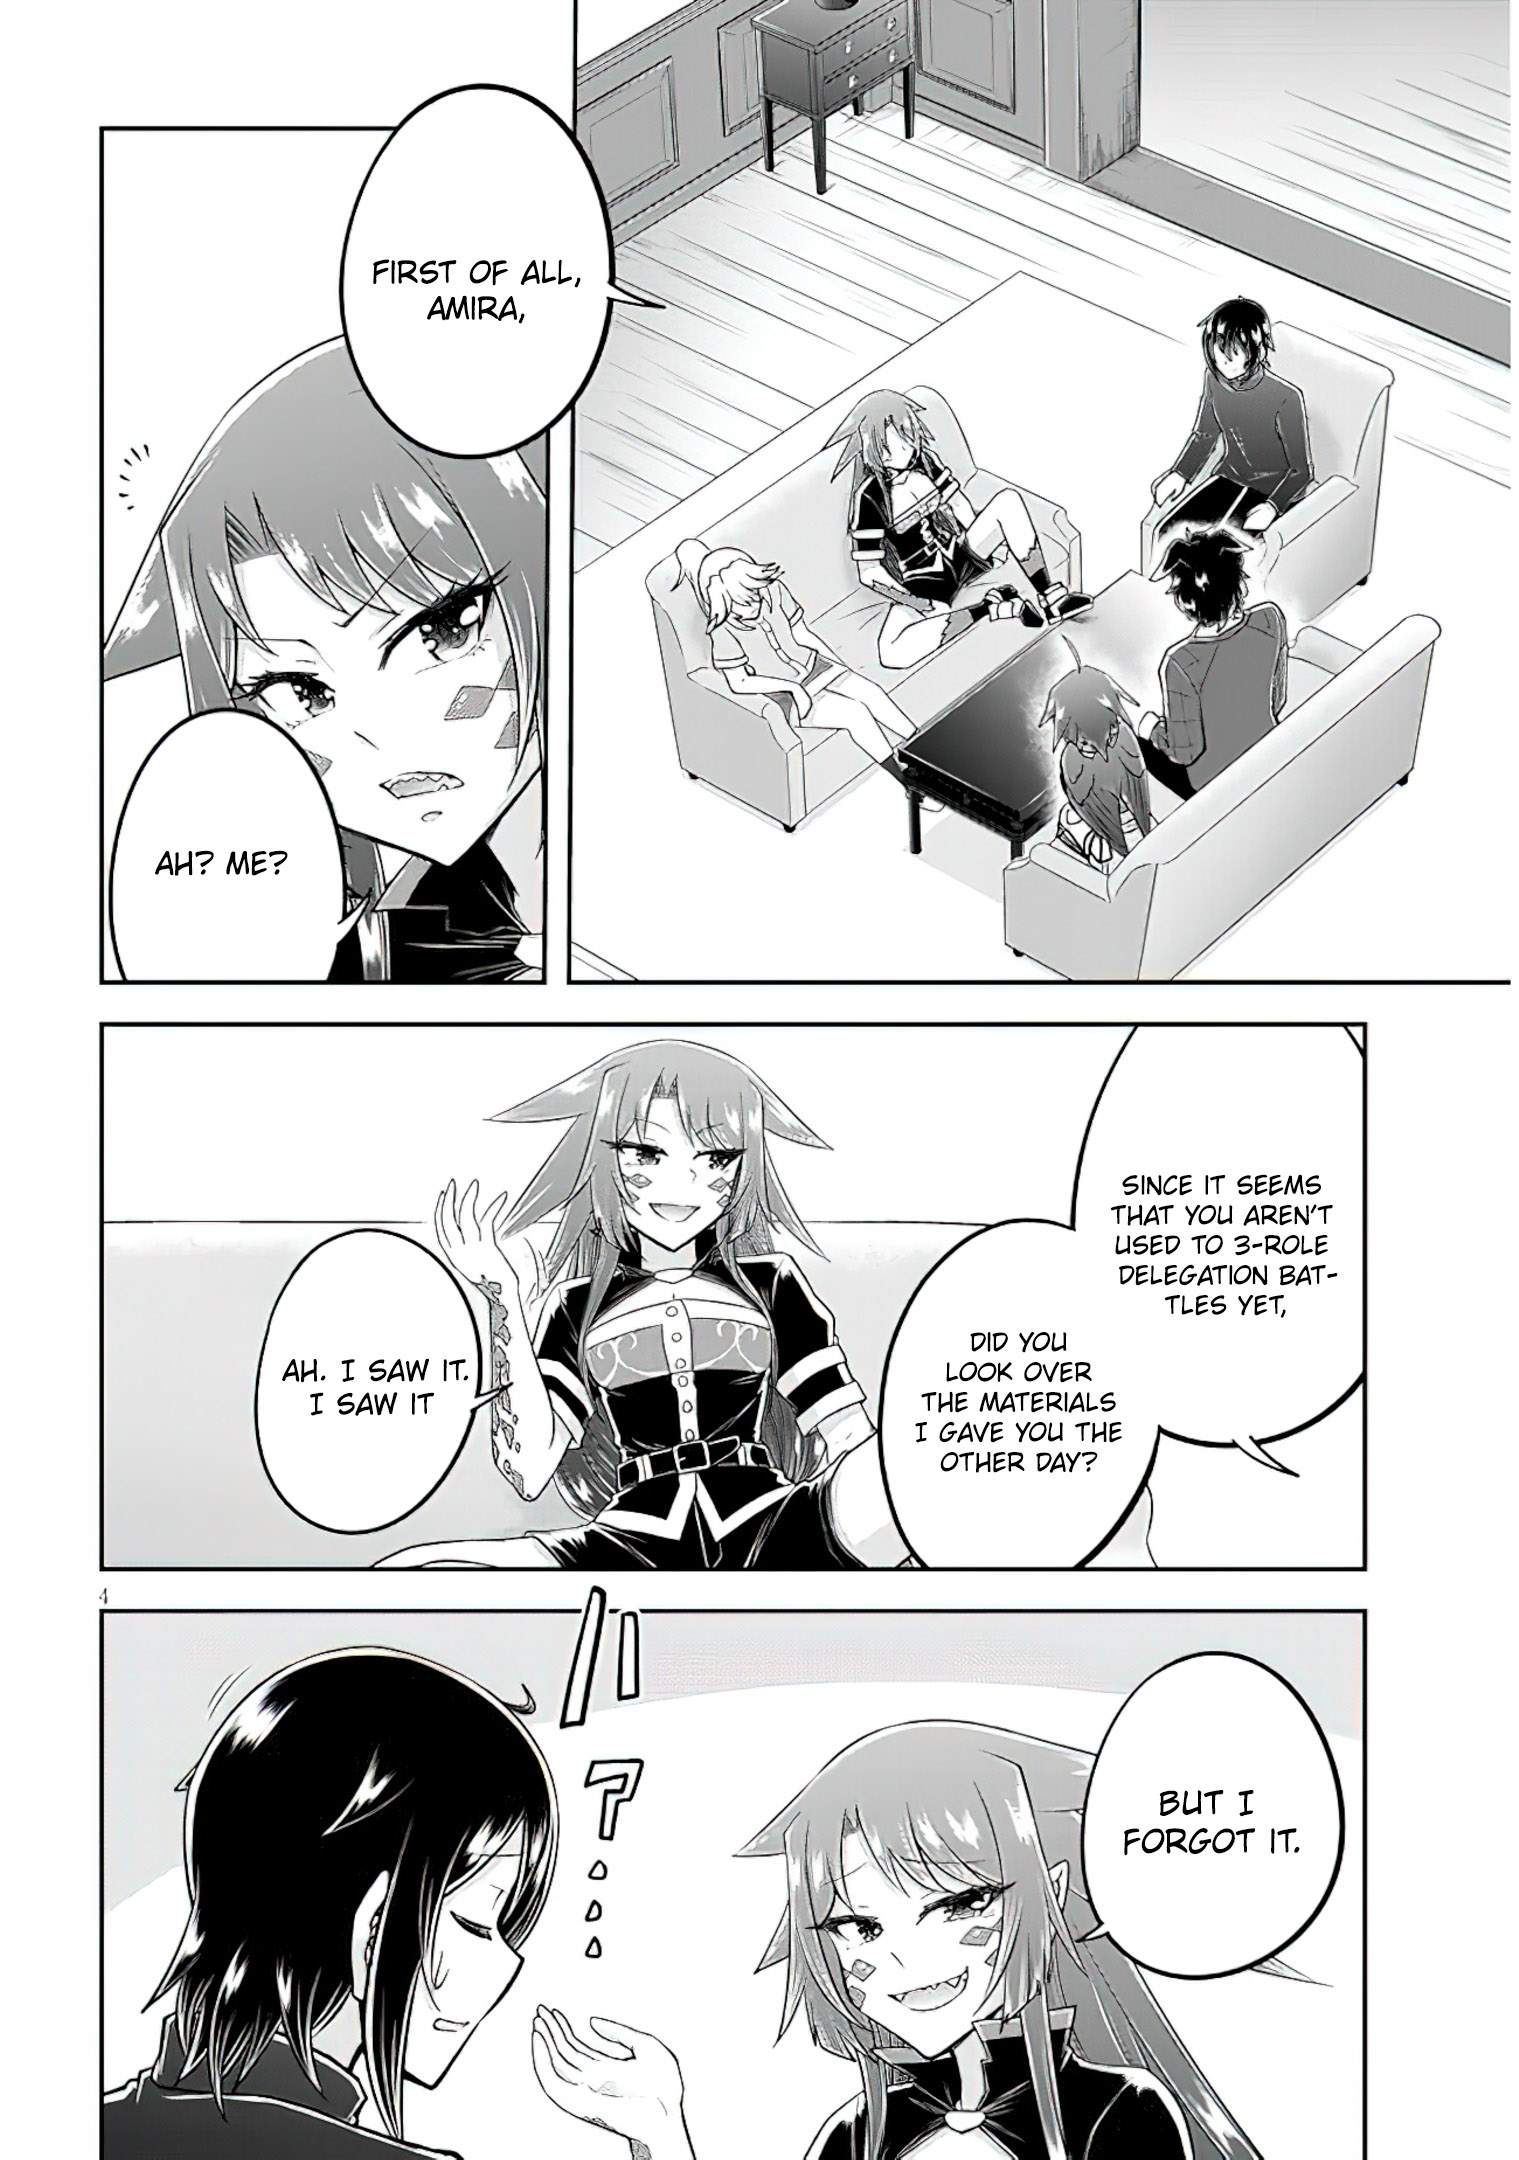 FIRST OF ALL,
AMIRA,
AH? ME?
SINCE IT SEEMS
THAT YOU AREN'T
USED TO 3-ROLE
DELEGATION BAT-
TLES YET,
DID YOU
LOOK OVER
THE MATERIALS
I GAVE YOU THE
OTHER DAY?
AH. I SAW IT.
I SAW IT
4
BUT I
FORGOT IT.
ハァ…